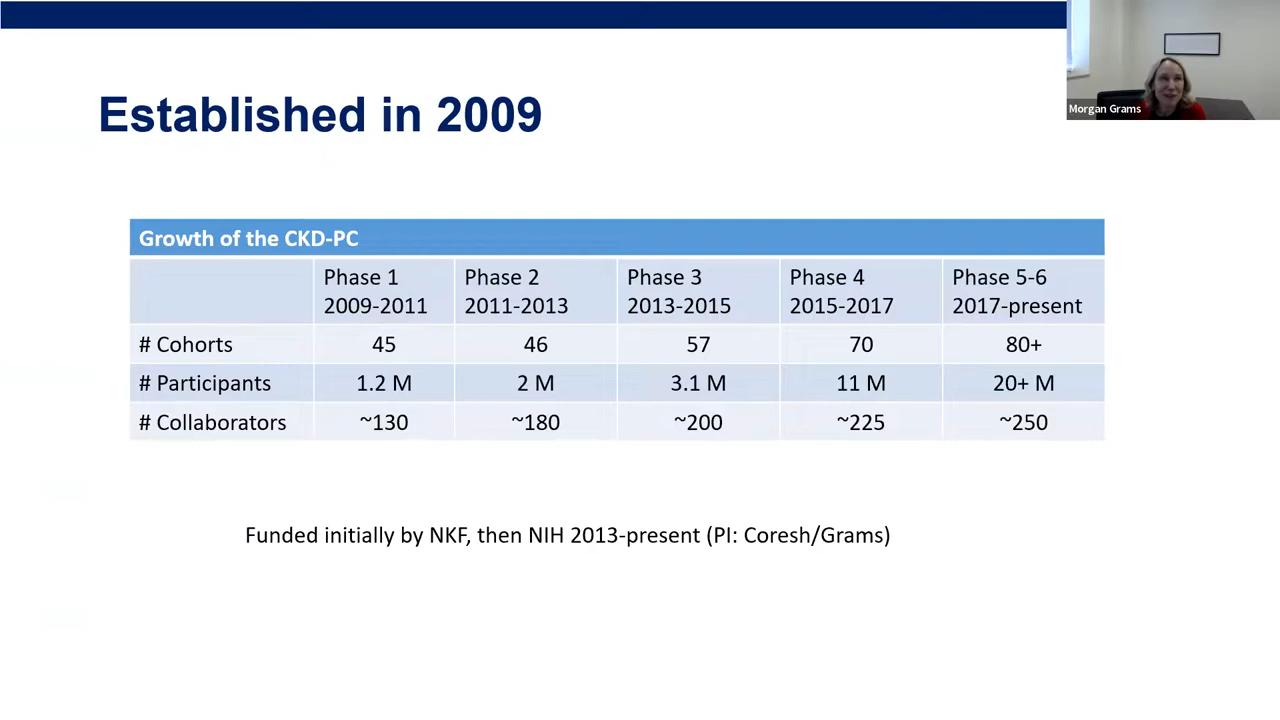 Established in 2009
Morgan Grams
Growth of the CKD-PC
Phase 1 Phase 2 Phase 3 Phase 4 Phase 5-6
2009-2011 2011-2013 2013-2015 2015-2017 2017-present
# Cohorts 45 46 57 70 80+
# Participants 1.2 M 2 M 3.1 M 11 M 20+ M
# Collaborators ~130 ~180 ~200 ~225 ~250
Funded initially by NKF, then NIH 2013-present (PI: Coresh/Grams)